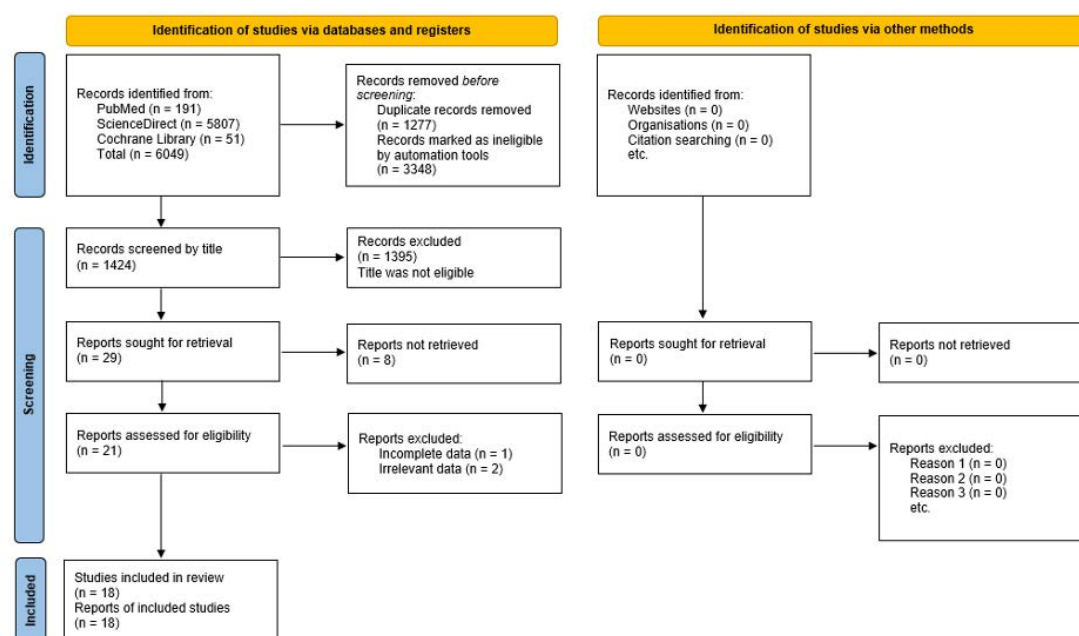 Identification of studies via databases and registers
Identification of studies via other methods
Identification
Records identified from:
PubMed (n = 191)
ScienceDirect (n = 5807)
Cochrane Library (n = 51)
Total (n = 6049)
Records removed before
screening:
Duplicate records removed
(n = 1277)
Records marked as ineligible
by automation tools
(n = 3348)
Records identified from:
Websites (n = 0)
Organisations (n = 0)
Citation searching (n = 0)
etc.
Screening
Records screened by title
(n = 1424)
Records excluded
(n = 1395)
Title was not eligible
Reports sought for retrieval
(n = 29)
Reports not retrieved
(n = 8)
Reports sought for retrieval
(n = 0)
Reports not retrieved
(n = 0)
Reports assessed for eligibility
(n = 21)
Reports excluded:
Incomplete data (n = 1)
Irrelevant data (n = 2)
Reports assessed for eligibility
(n = 0)
Reports excluded:
Reason 1 (n = 0)
Reason 2 (n = 0)
Reason 3 (n = 0)
etc.
Included
Studies included in review
(n = 18)
Reports of included studies
(n = 18)